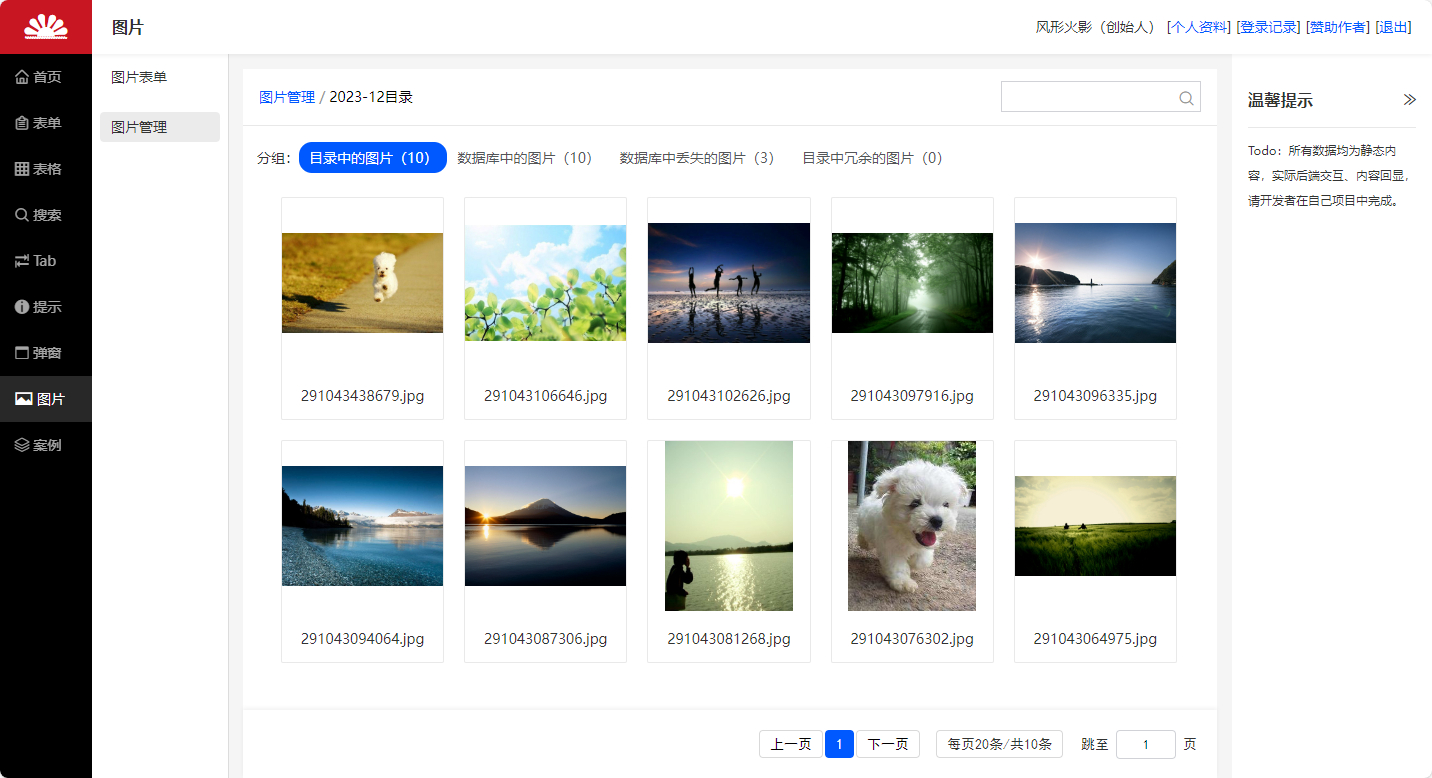 图片
风形火影（创始人） [个人资料] [登录记录] [赞助作者] [退出]
首页
表单
表格
搜索
Tab
提示
弹窗
图片
案例
图片表单
图片管理
图片管理 / 2023-12目录
分组： 目录中的图片（10） 数据库中的图片（10） 数据库中丢失的图片（3） 目录中冗余的图片（0）
291043438679.jpg 291043106646.jpg 291043102626.jpg 291043097916.jpg 291043096335.jpg
291043094064.jpg 291043087306.jpg 291043081268.jpg 291043076302.jpg 291043064975.jpg
上一页 1 下一页 每页20条/共10条 跳至 1 页
温馨提示
Todo：所有数据均为静态内
容，实际后端交互、内容回显，
请开发者在自己项目中完成。